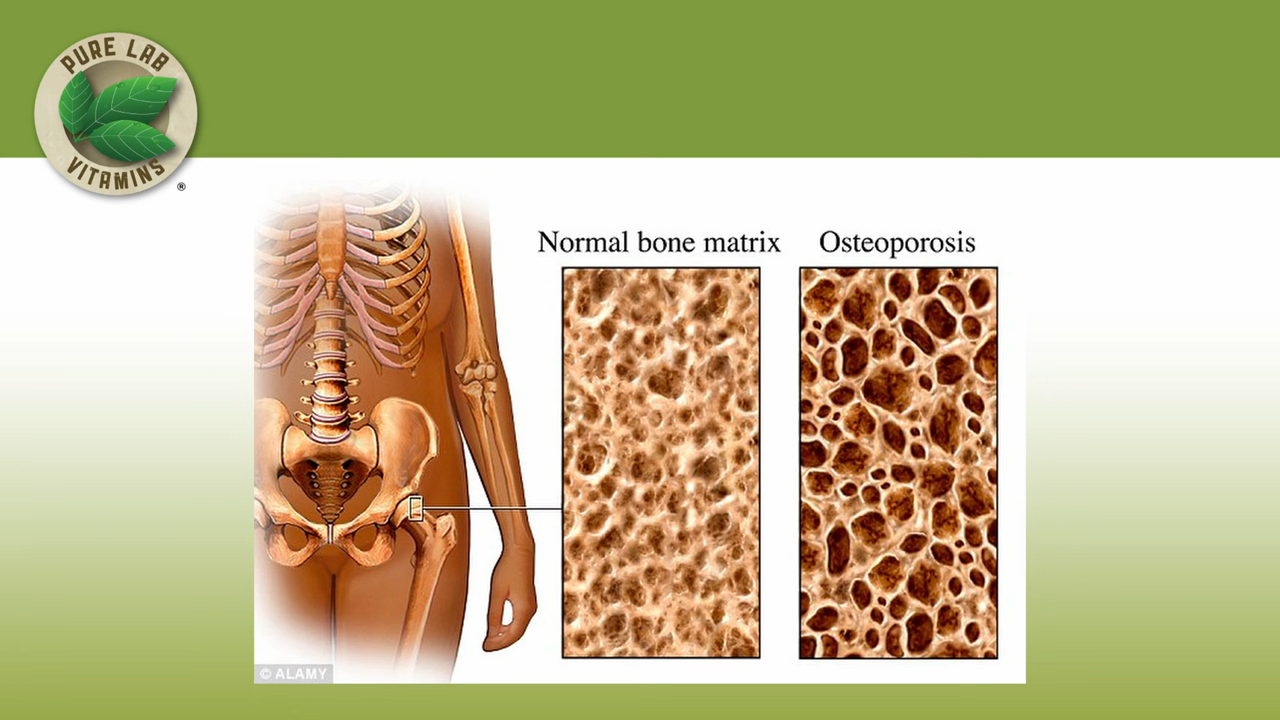 PURE LAB
VITAMINS
®
Normal bone matrix
Osteoporosis
© ALAMY